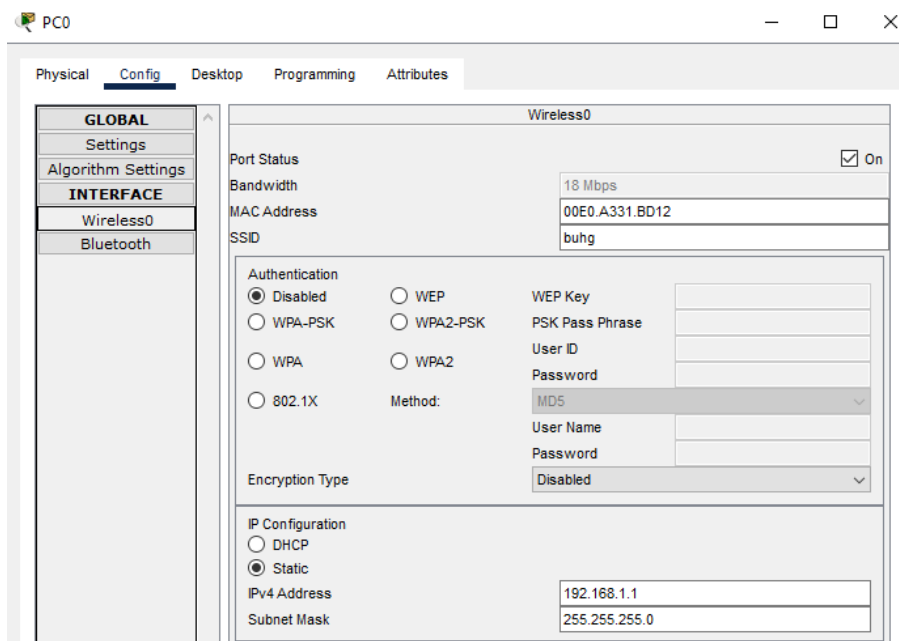 PC0
Physical Config Desktop Programming Attributes
GLOBAL
Settings
Algorithm Settings
INTERFACE
Wireless0
Bluetooth
Wireless0
Port Status On
Bandwidth 18 Mbps
MAC Address 00E0.A331.BD12
SSID buhg
Authentication
Disabled WEP WEP Key
WPA-PSK WPA2-PSK PSK Pass Phrase
User ID
WPA WPA2
Password
802.1X Method: MD5
User Name
Password
Encryption Type Disabled
IP Configuration
DHCP
Static
IPv4 Address 192.168.1.1
Subnet Mask 255.255.255.0